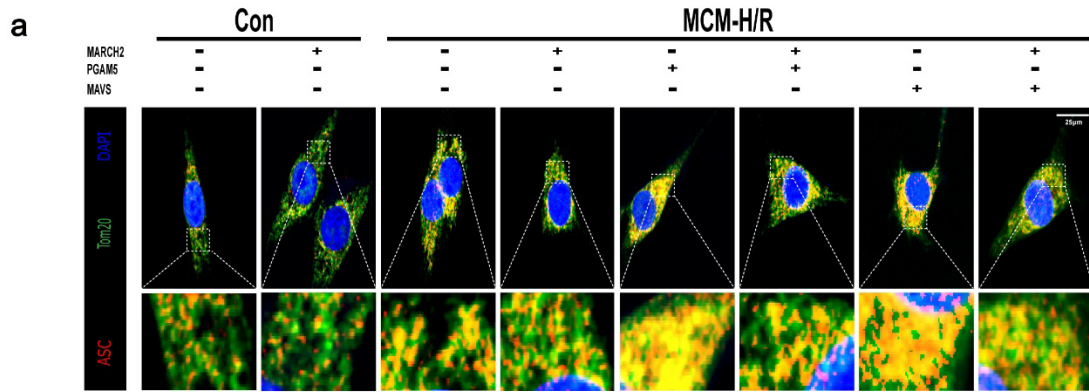 a
Con MCM-H/R
MARCH2 - + - + - + - +
PGAM5 - - - - + + - -
MAVS - - - - - - + +
25μm
DAPI
Tom20
ASC